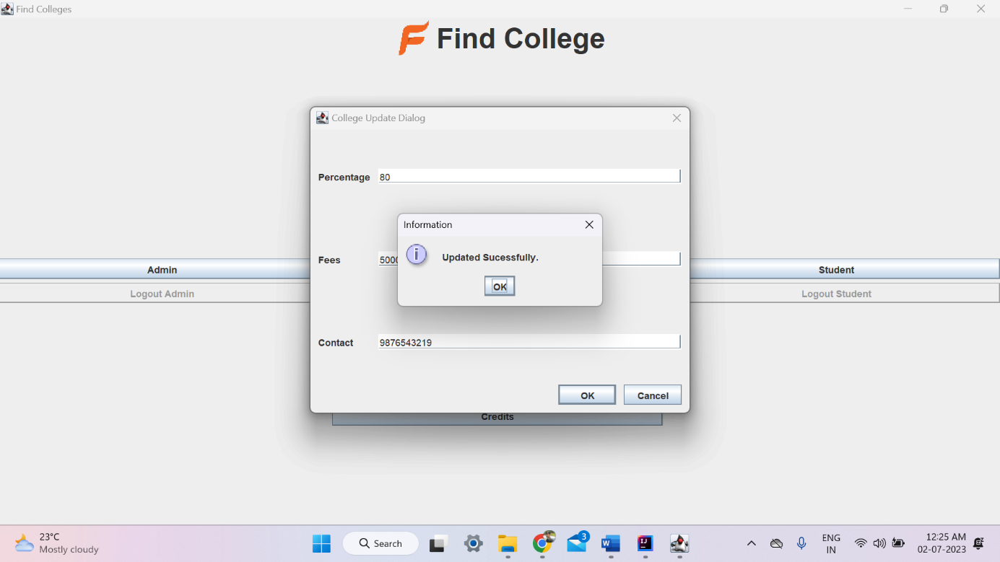 Find Colleges
Find College
College Update Dialog
Percentage 80
Information
Updated Sucessfully.
OK
Fees
Admin
Student
Logout Admin
Logout Student
Contact 9876543219
OK Cancel
Credits
23°C
Mostly cloudy
Search
3
ENG
IN
12:25 AM
02-07-2023